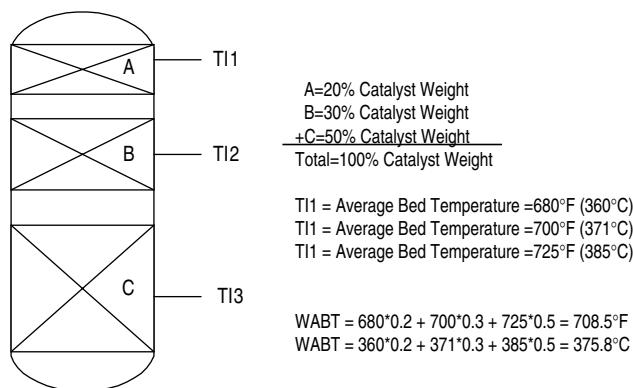 A
TI1
B
TI2
C
TI3
A=20% Catalyst Weight
B=30% Catalyst Weight
+C=50% Catalyst Weight
Total=100% Catalyst Weight
TI1 = Average Bed Temperature =680°F (360°C)
TI1 = Average Bed Temperature =700°F (371°C)
TI1 = Average Bed Temperature =725°F (385°C)
WABT = 680*0.2 + 700*0.3 + 725*0.5 = 708.5°F
WABT = 360*0.2 + 371*0.3 + 385*0.5 = 375.8°C